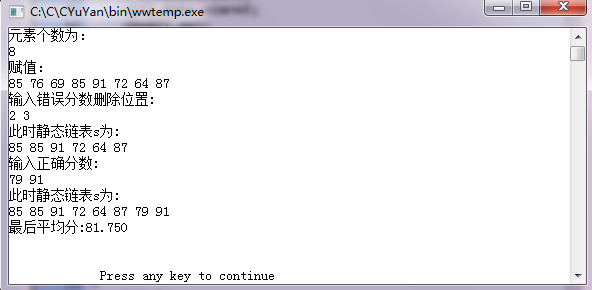 C:\C\CYuYan\bin\wwtemp.exe
元素个数为:
8
赋值:
85 76 69 85 91 72 64 87
输入错误分数删除位置:
2 3
此时静态链表s为:
85 85 91 72 64 87
输入正确分数:
79 91
此时静态链表s为:
85 85 91 72 64 87 79 91
最后平均分:81.750
Press any key to continue